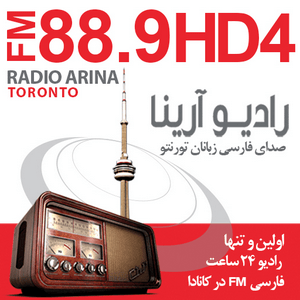 FM 88.9HD4
RADIO ARINA
TORONTO
رادیو آرینا
صدای فارسی زبانان تورنتو
اولین و تنها
رادیو ۲۴ ساعت
فارسی FM در کانادا